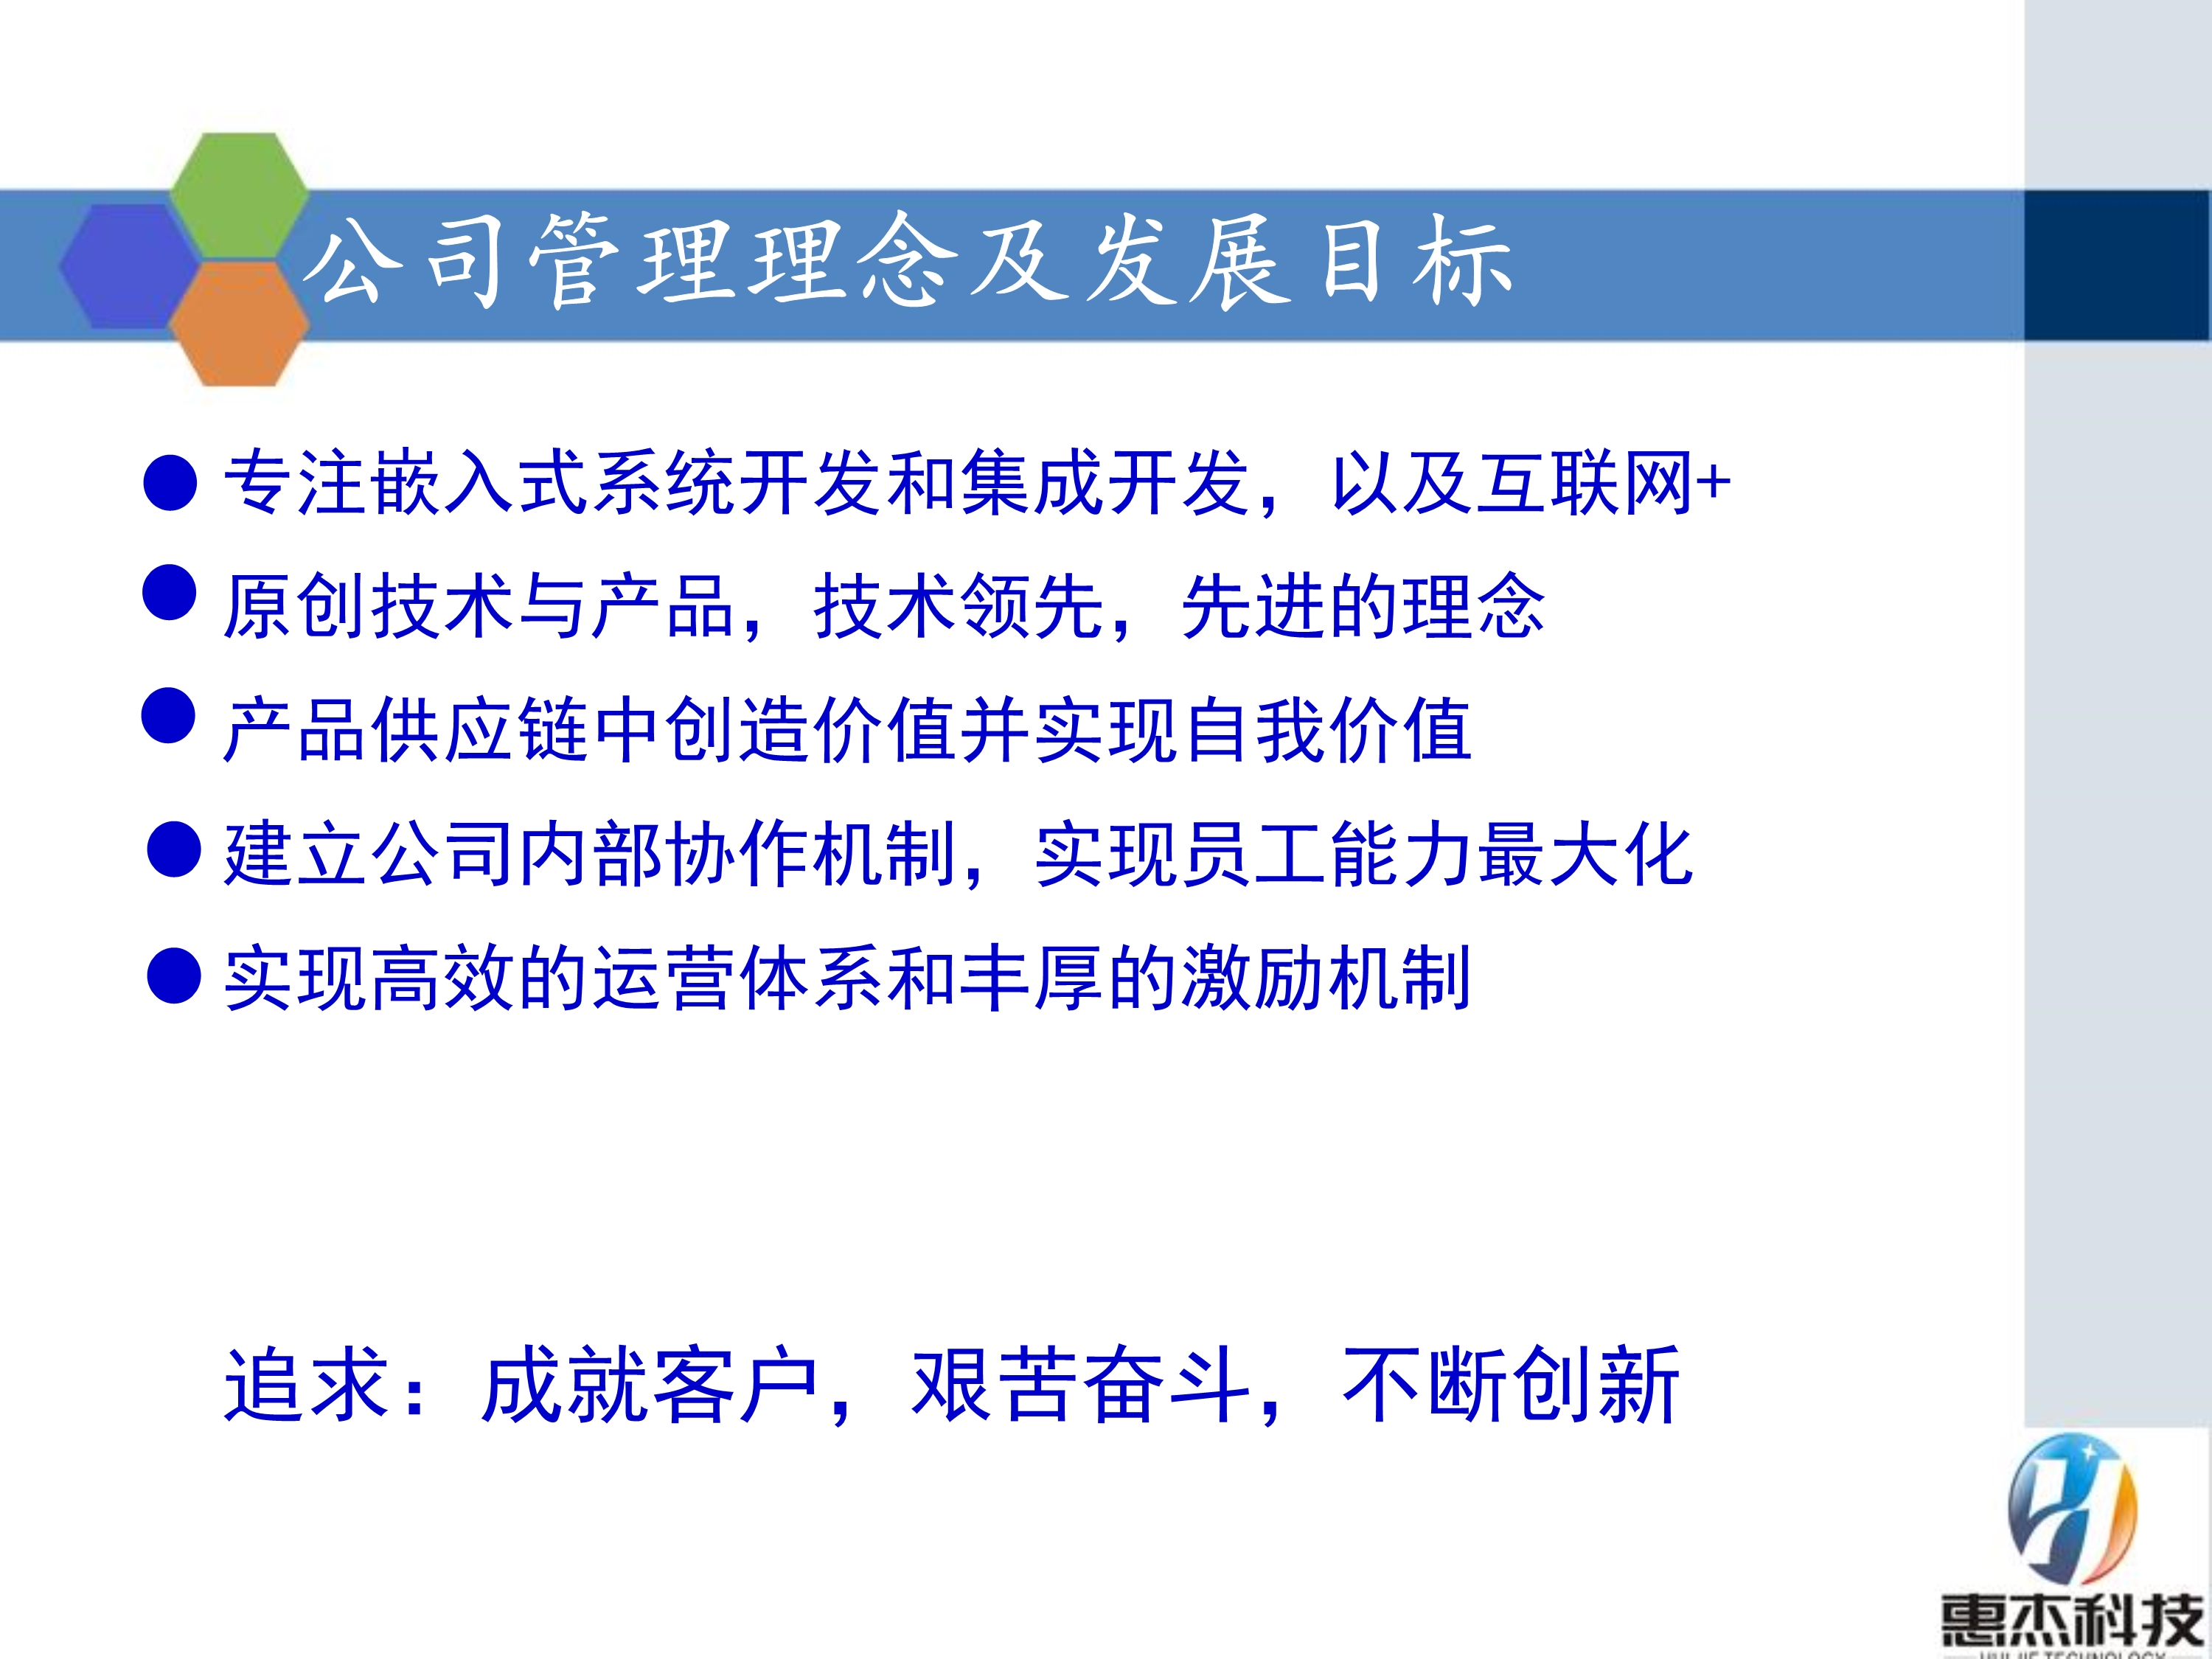 公司管理理念及发展目标
专注嵌入式系统开发和集成开发，以及互联网+
原创技术与产品，技术领先，先进的理念
产品供应链中创造价值并实现自我价值
建立公司内部协作机制，实现员工能力最大化
实现高效的运营体系和丰厚的激励机制
追求：成就客户，艰苦奋斗，不断创新
惠杰科技
HUI JIE TECHNOLOGY